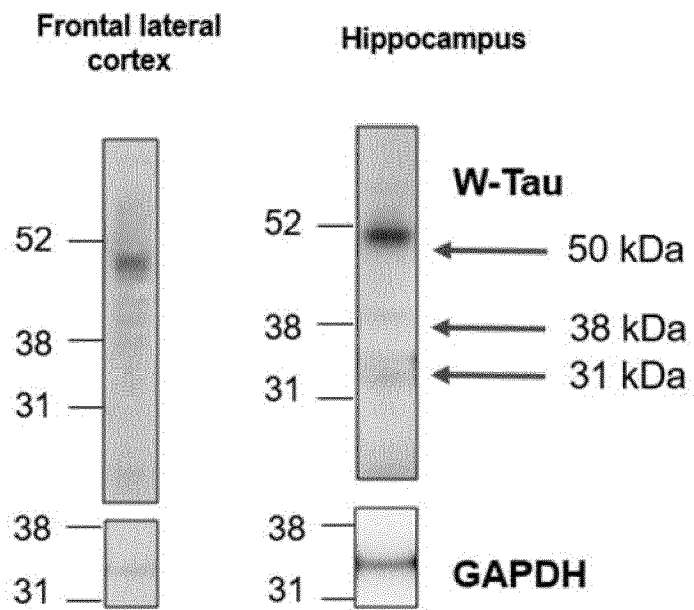 Frontal lateral
cortex
Hippocampus
W-Tau
52
38
31
52
38
31
50 kDa
38 kDa
31 kDa
38
31
38
31
GAPDH